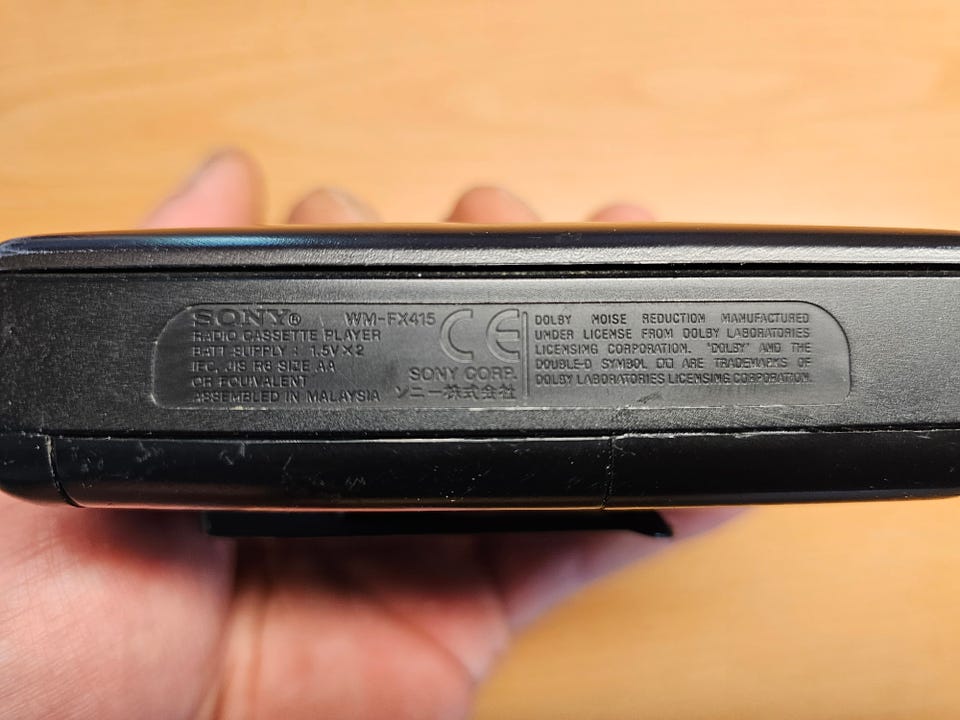 SONY® WM-FX415
RADIO CASSETTE PLAYER
BATT SUPPLY : 1.5V×2
IEC, JIS R6 SIZE AA
OR EQUIVALENT
ASSEMBLED IN MALAYSIA
CE
SONY CORP.
ソニー株式会社
DOLBY NOISE REDUCTION MANUFACTURED
UNDER LICENSE FROM DOLBY LABORATORIES
LICENSING CORPORATION. "DOLBY" AND THE
DOUBLE-D SYMBOL ARE TRADEMARKS OF
DOLBY LABORATORIES LICENSING CORPORATION.